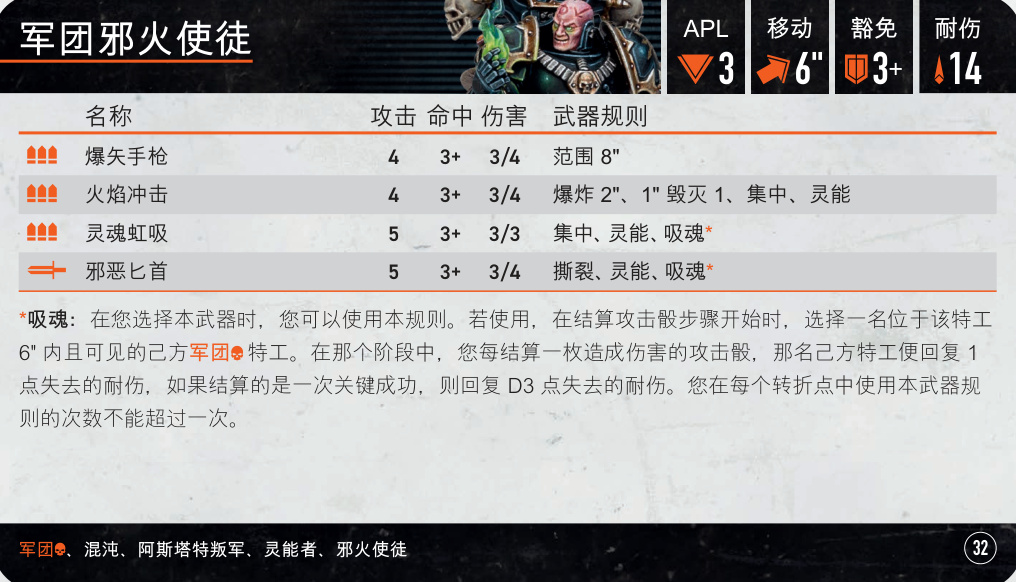 军团邪火使徒
APL 移动 豁免 耐伤
3 6" 3+ 14
名称 攻击 命中 伤害 武器规则
爆矢手枪 4 3+ 3/4 范围 8"
火焰冲击 4 3+ 3/4 爆炸 2"、1" 毁灭 1、集中、灵能
灵魂虹吸 5 3+ 3/3 集中、灵能、吸魂*
邪恶匕首 5 3+ 3/4 撕裂、灵能、吸魂*
*吸魂：在您选择本武器时，您可以使用本规则。若使用，在结算攻击骰步骤开始时，选择一名位于该特工
6" 内且可见的己方军团特工。在那个阶段中，您每结算一枚造成伤害的攻击骰，那名己方特工便回复 1
点失去的耐伤，如果结算的是一次关键成功，则回复 D3 点失去的耐伤。您在每个转折点中使用本武器规
则的次数不能超过一次。
军团、混沌、阿斯塔特叛军、灵能者、邪火使徒
32